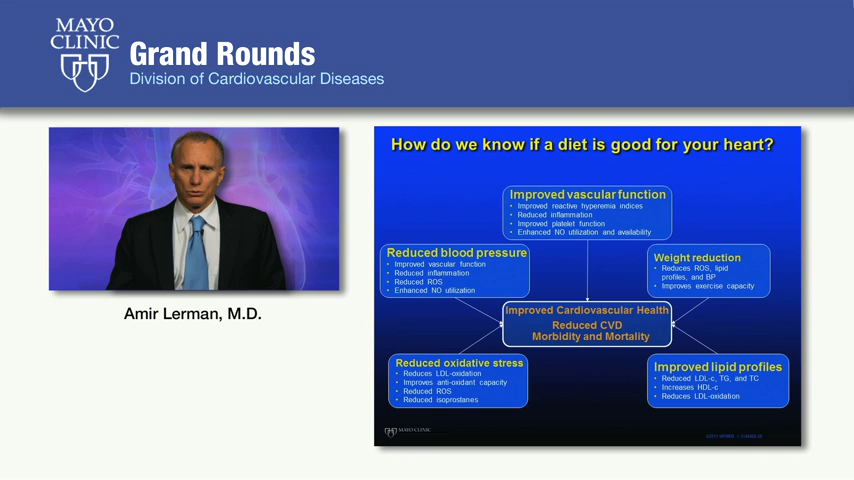 MAYO
CLINIC
Grand Rounds
Division of Cardiovascular Diseases
Amir Lerman, M.D.
How do we know if a diet is good for your heart?
Improved vascular function
• Improved reactive hyperemia indices
• Reduced inflammation
• Improved platelet function
• Enhanced NO utilization and availability
Reduced blood pressure
• Improved vascular function
• Reduced inflammation
• Reduced ROS
• Enhanced NO utilization
Weight reduction
• Reduces ROS, lipid
profiles, and BP
• Improves exercise capacity
Improved Cardiovascular Health
Reduced CVD
Morbidity and Mortality
Reduced oxidative stress
• Reduces LDL-oxidation
• Improves anti-oxidant capacity
• Reduced ROS
• Reduced isoprostanes
Improved lipid profiles
• Reduced LDL-c, TG, and TC
• Increases HDL-c
• Reduces LDL-oxidation
MAYO CLINIC